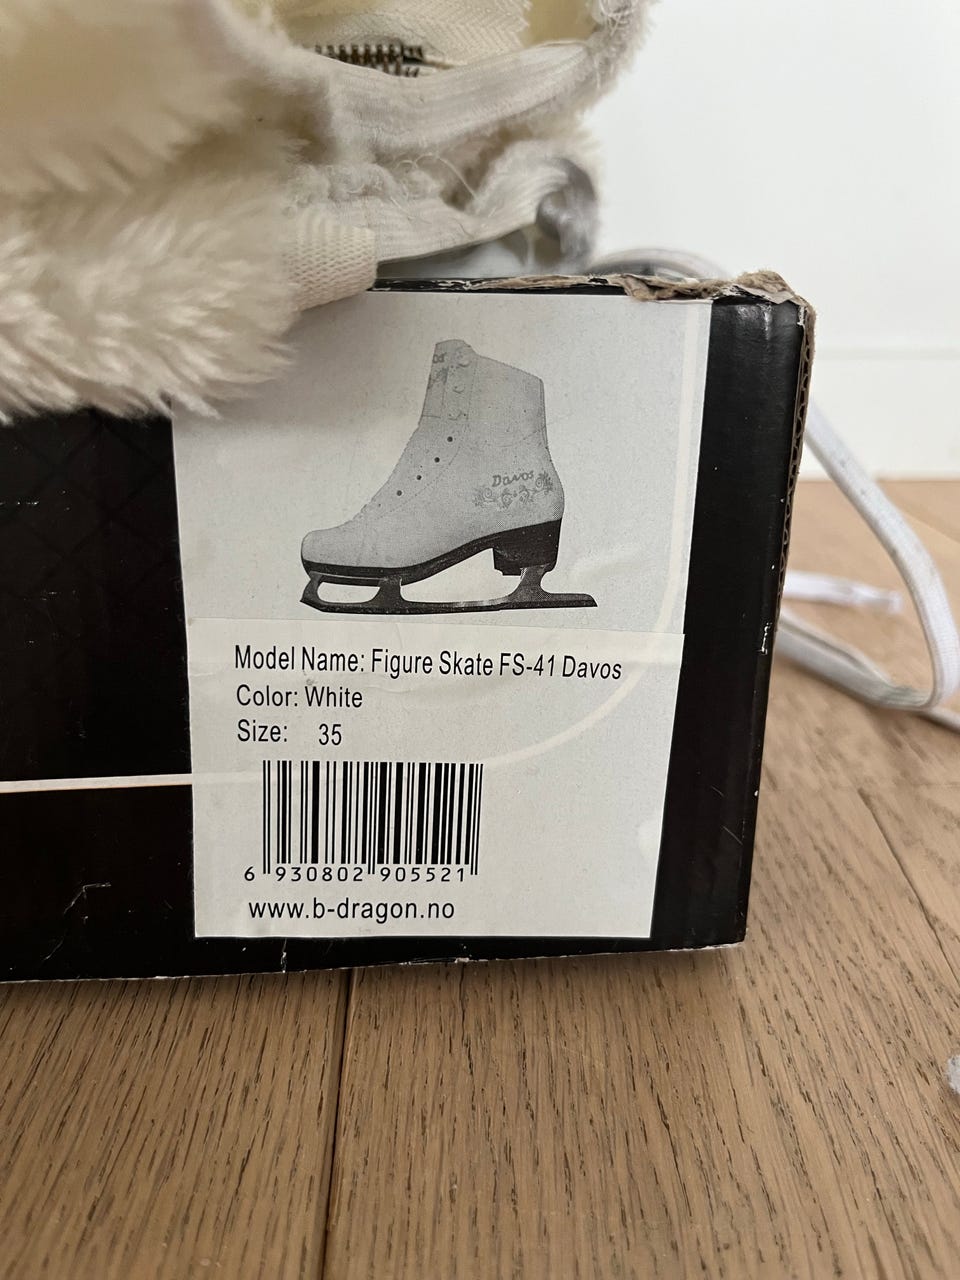 Davos
Model Name: Figure Skate FS-41 Davos
Color: White
Size: 35
6 930802 905521
www.b-dragon.no